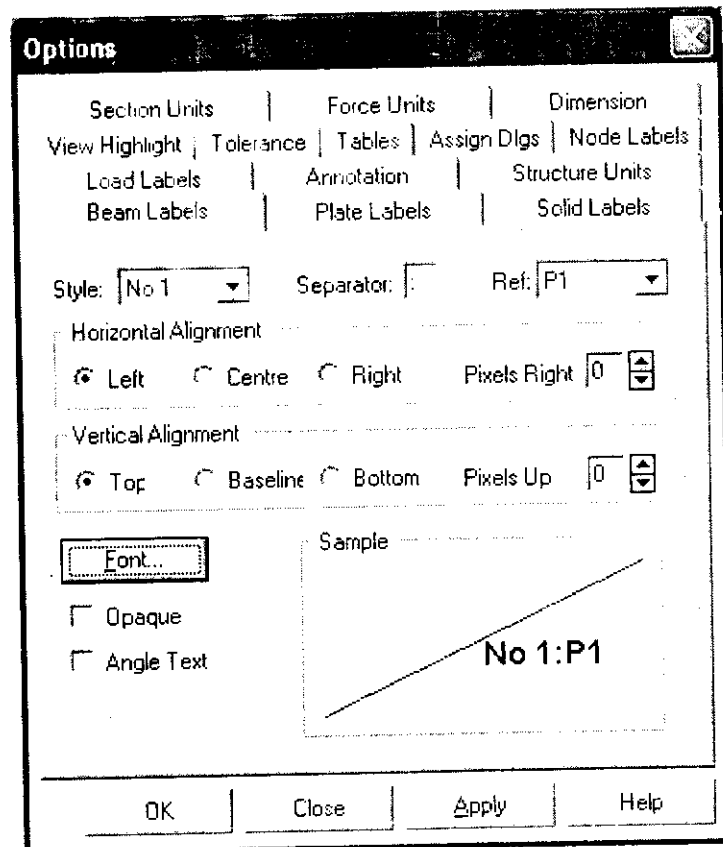 Options
Section Units Force Units Dimension
View Highlight Tolerance Tables Assign Dlgs Node Labels
Load Labels Annotation Structure Units
Beam Labels Plate Labels Solid Labels
Style: No 1 Separator: : Ref: P1
Horizontal Alignment
Left Centre Right Pixels Right 0
Vertical Alignment
Top Baseline Bottom Pixels Up 0
Font... Sample
Opaque
Angle Text No 1:P1
OK Close Apply Help